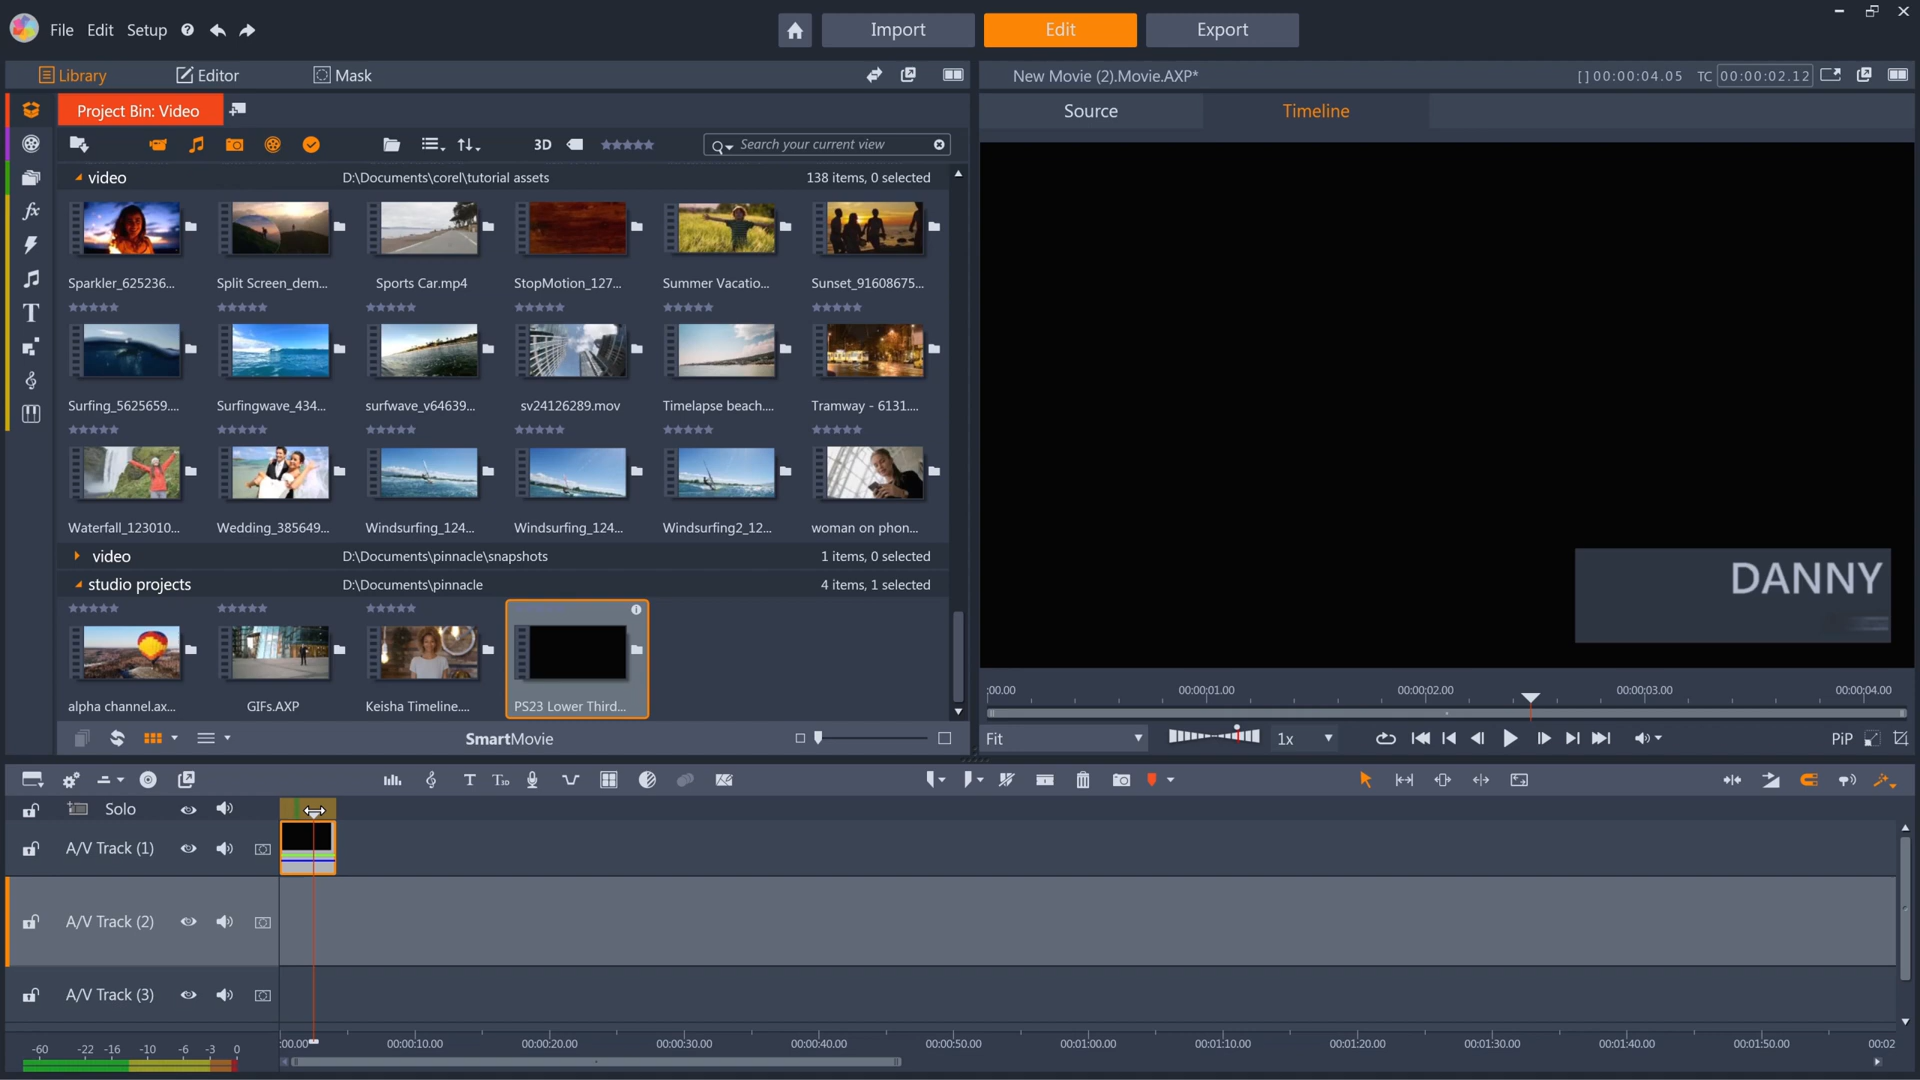 File Edit Setup
Import Edit Export
Library Editor Mask
New Movie (2).Movie.AXP*
[ ] 00:00:04.05 TC 00:00:02.12
Project Bin: Video
Source Timeline
3D
Search your current view
video D:\Documents\corel\tutorial assets 138 items, 0 selected
Sparkler_625236... Split Screen_dem... Sports Car.mp4 StopMotion_127... Summer Vacatio... Sunset_91608675...
Surfing_5625659.... Surfingwave_434... surfwave_v64639... sv24126289.mov Timelapse beach.... Tramway - 6131....
Waterfall_123010... Wedding_385649... Windsurfing_124... Windsurfing_124... Windsurfing2_12... woman on phon...
video D:\Documents\pinnacle\snapshots 1 items, 0 selected
studio projects D:\Documents\pinnacle 4 items, 1 selected
alpha channel.ax... GIFs.AXP Keisha Timeline.... PS23 Lower Third...
DANNY
:00.00 00:00:01.00 00:00:02.00 00:00:03.00 00:00:04.00
SmartMovie
Fit 1x PiP
T T3D
Solo
A/V Track (1)
A/V Track (2)
A/V Track (3)
:00.00 00:00:10.00 00:00:20.00 00:00:30.00 00:00:40.00 00:00:50.00 00:01:00.00 00:01:10.00 00:01:20.00 00:01:30.00 00:01:40.00 00:01:50.00 00:02
-60 -22 -16 -10 -6 -3 0